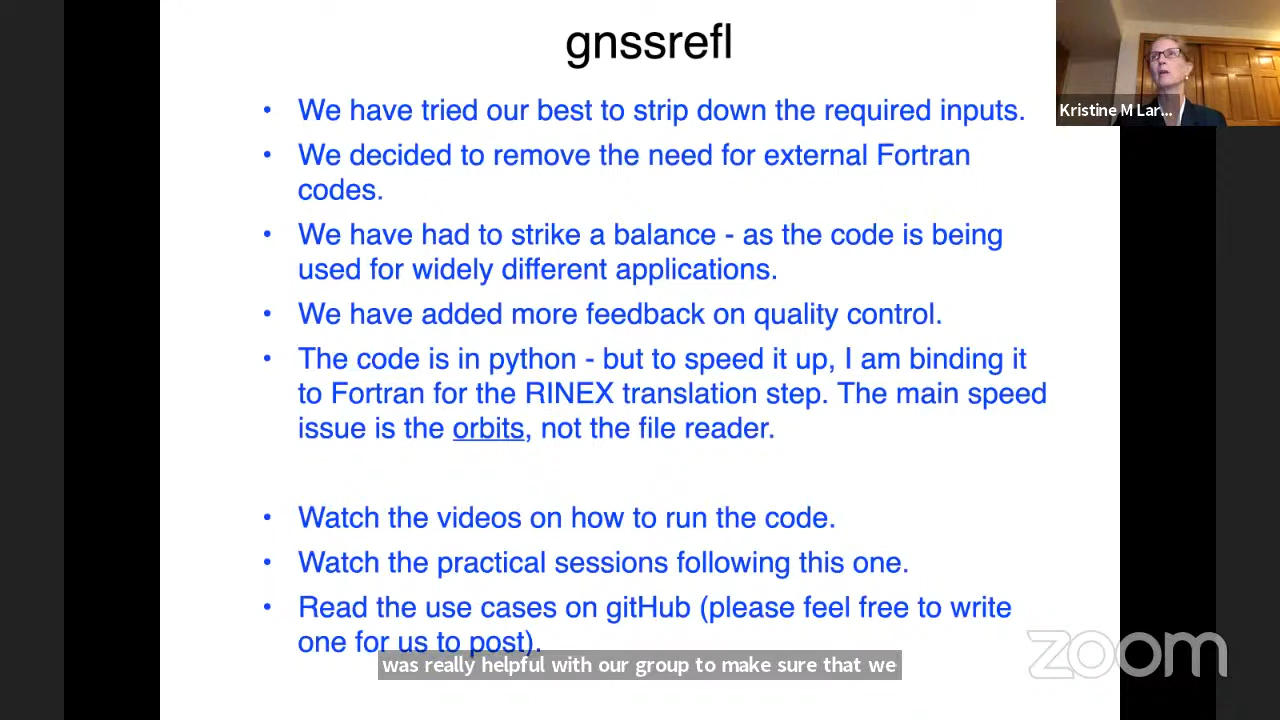 gnssrefl
• We have tried our best to strip down the required inputs.
• We decided to remove the need for external Fortran
codes.
• We have had to strike a balance - as the code is being
used for widely different applications.
• We have added more feedback on quality control.
• The code is in python - but to speed it up, I am binding it
to Fortran for the RINEX translation step. The main speed
issue is the orbits, not the file reader.
• Watch the videos on how to run the code.
• Watch the practical sessions following this one.
• Read the use cases on gitHub (please feel free to write
one for us to post).
was really helpful with our group to make sure that we
Kristine M Lar...
zoom